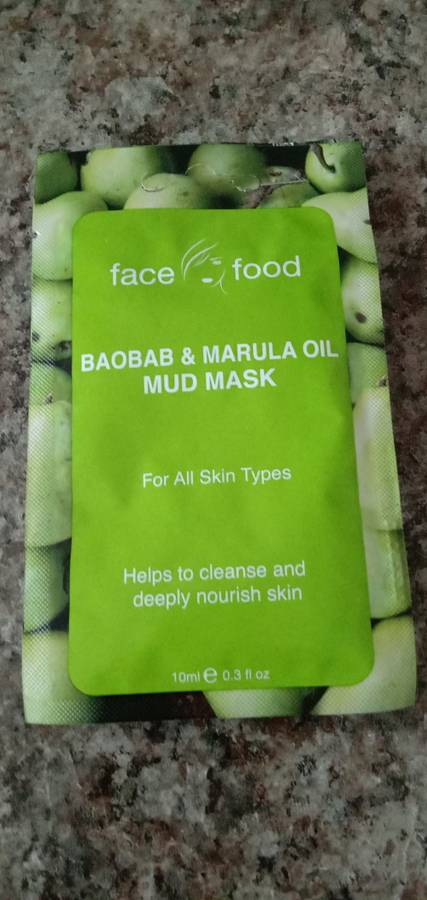 face food
BAOBAB & MARULA OIL
MUD MASK
For All Skin Types
Helps to cleanse and
deeply nourish skin
10ml ℮ 0.3 fl oz